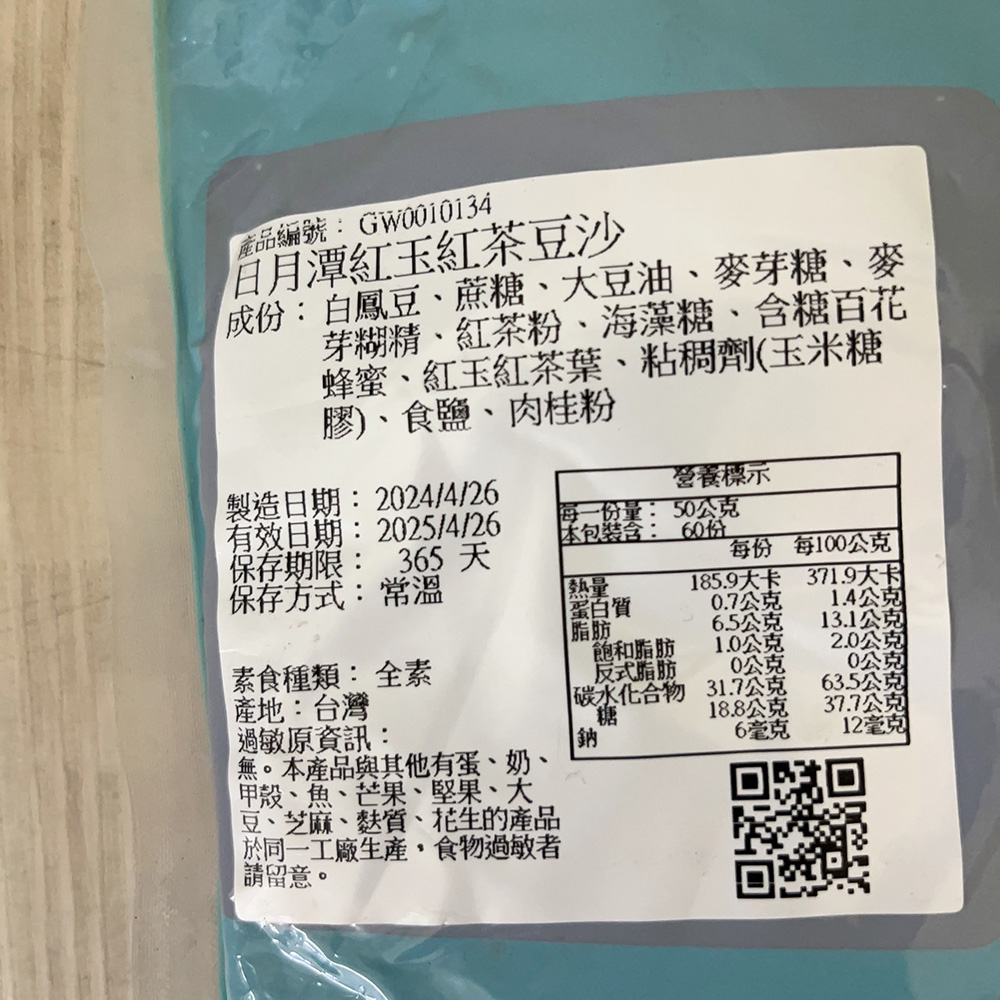 產品編號：GW0010134
日月潭紅玉紅茶豆沙
成份：白鳳豆、蔗糖、大豆油、麥芽糖、麥
芽糊精、紅茶粉、海藻糖、含糖百花
蜂蜜、紅玉紅茶葉、粘稠劑(玉米糖
膠)、食鹽、肉桂粉
製造日期：2024/4/26
有效日期：2025/4/26
保存期限：365 天
保存方式：常溫
素食種類：全素
產地：台灣
過敏原資訊：
無。本產品與其他有蛋、奶、
甲殼、魚、芒果、堅果、大
豆、芝麻、麩質、花生的產品
於同一工廠生產，食物過敏者
請留意。
營養標示
每一份量：50公克
本包裝含：60份
每份 每100公克
熱量 185.9大卡 371.9大卡
蛋白質 0.7公克 1.4公克
脂肪 6.5公克 13.1公克
飽和脂肪 1.0公克 2.0公克
反式脂肪 0公克 0公克
碳水化合物 31.7公克 63.5公克
糖 18.8公克 37.7公克
鈉 6毫克 12毫克